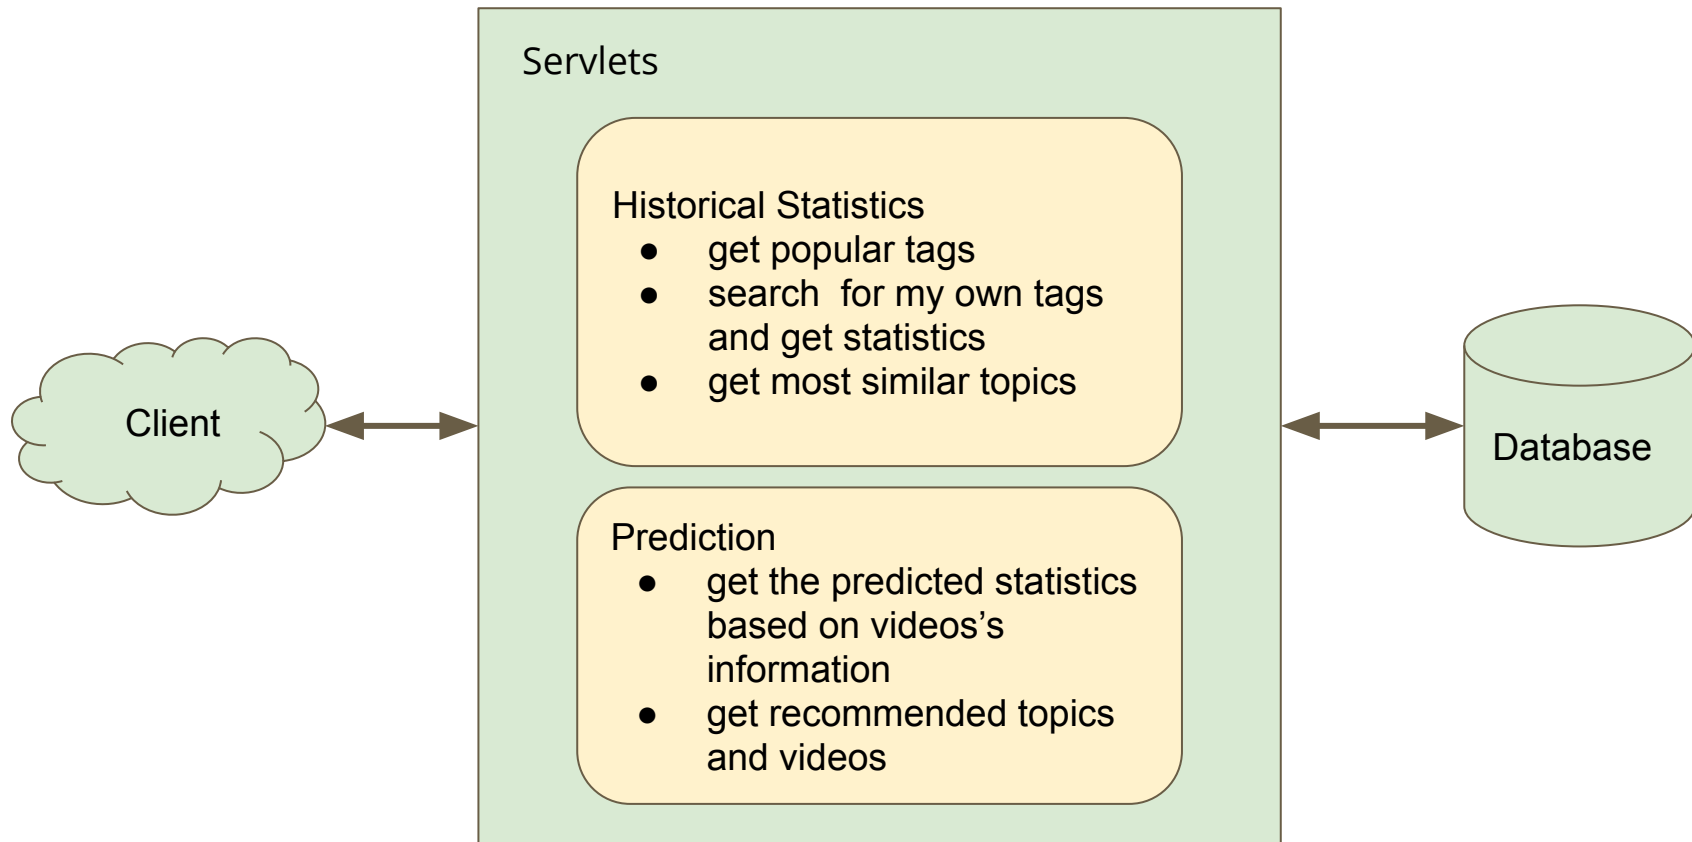 Servlets
Historical Statistics
● get popular tags
● search  for my own tags
and get statistics
● get most similar topics
Client
Database
Prediction
● get the predicted statistics
based on videos’s
information
● get recommended topics
and videos